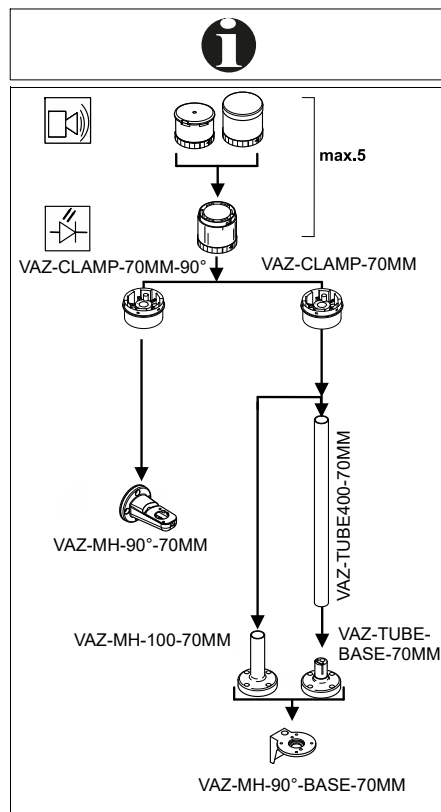 i
max.5
VAZ-CLAMP-70MM-90°
VAZ-CLAMP-70MM
VAZ-TUBE400-70MM
VAZ-MH-90°-70MM
VAZ-MH-100-70MM
VAZ-TUBE-
BASE-70MM
VAZ-MH-90°-BASE-70MM